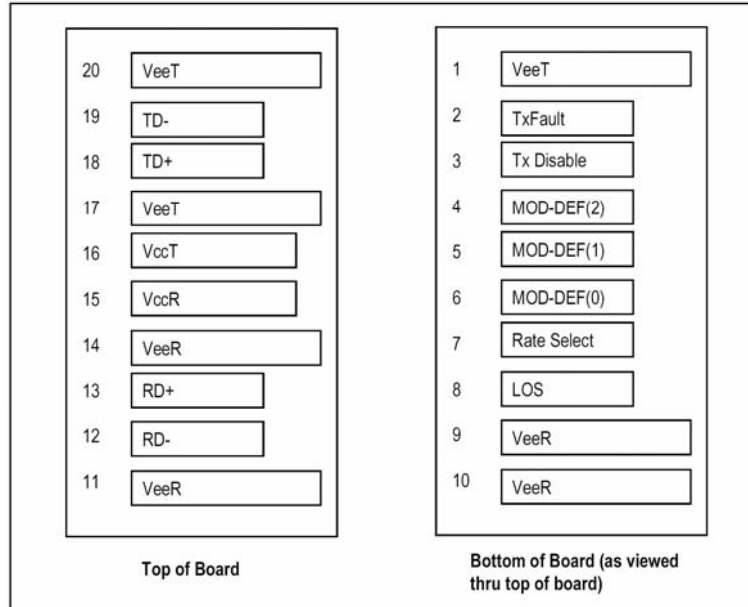 20 VeeT
19 TD-
18 TD+
17 VeeT
16 VccT
15 VccR
14 VeeR
13 RD+
12 RD-
11 VeeR
Top of Board
1 VeeT
2 TxFault
3 Tx Disable
4 MOD-DEF(2)
5 MOD-DEF(1)
6 MOD-DEF(0)
7 Rate Select
8 LOS
9 VeeR
10 VeeR
Bottom of Board (as viewed
thru top of board)